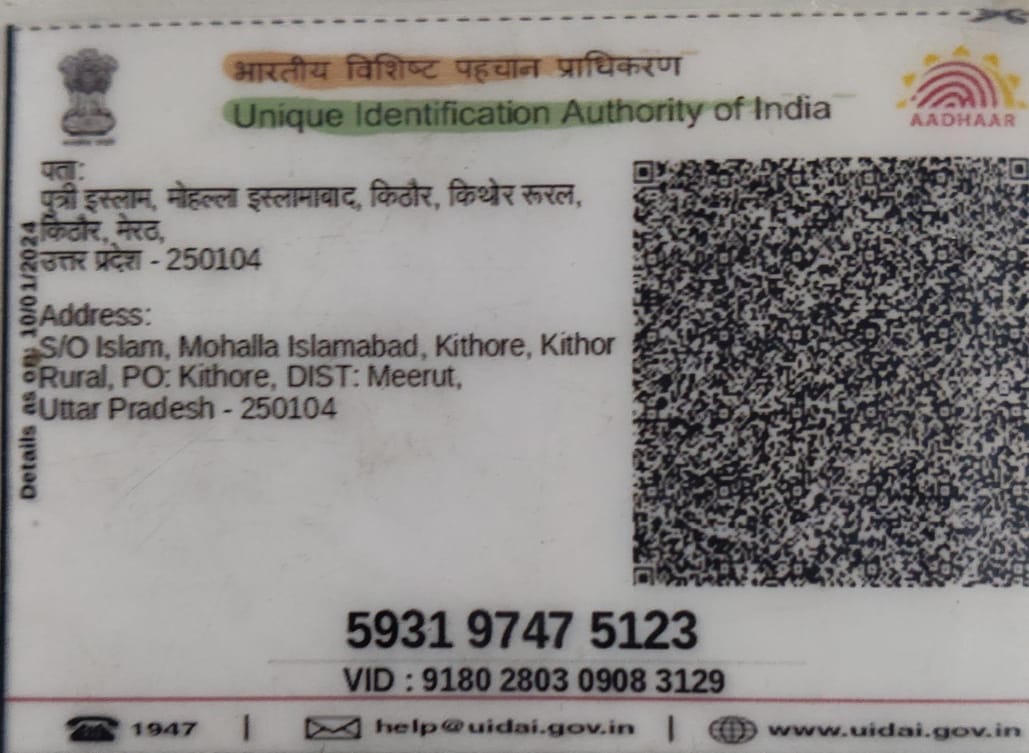 भारतीय विशिष्ट पहचान प्राधिकरण
Unique Identification Authority of India
AADHAAR
पता:
पुत्री इस्लाम, मोहल्ला इस्लामाबाद, किठौर, किथोर रूरल,
किठौर, मेरठ,
उत्तर प्रदेश - 250104
Address:
S/O Islam, Mohalla Islamabad, Kithore, Kithor
Rural, PO: Kithore, DIST: Meerut,
Uttar Pradesh - 250104
Details as on: 10/01/2024
5931 9747 5123
VID : 9180 2803 0908 3129
1947 | help@uidai.gov.in | www.uidai.gov.in